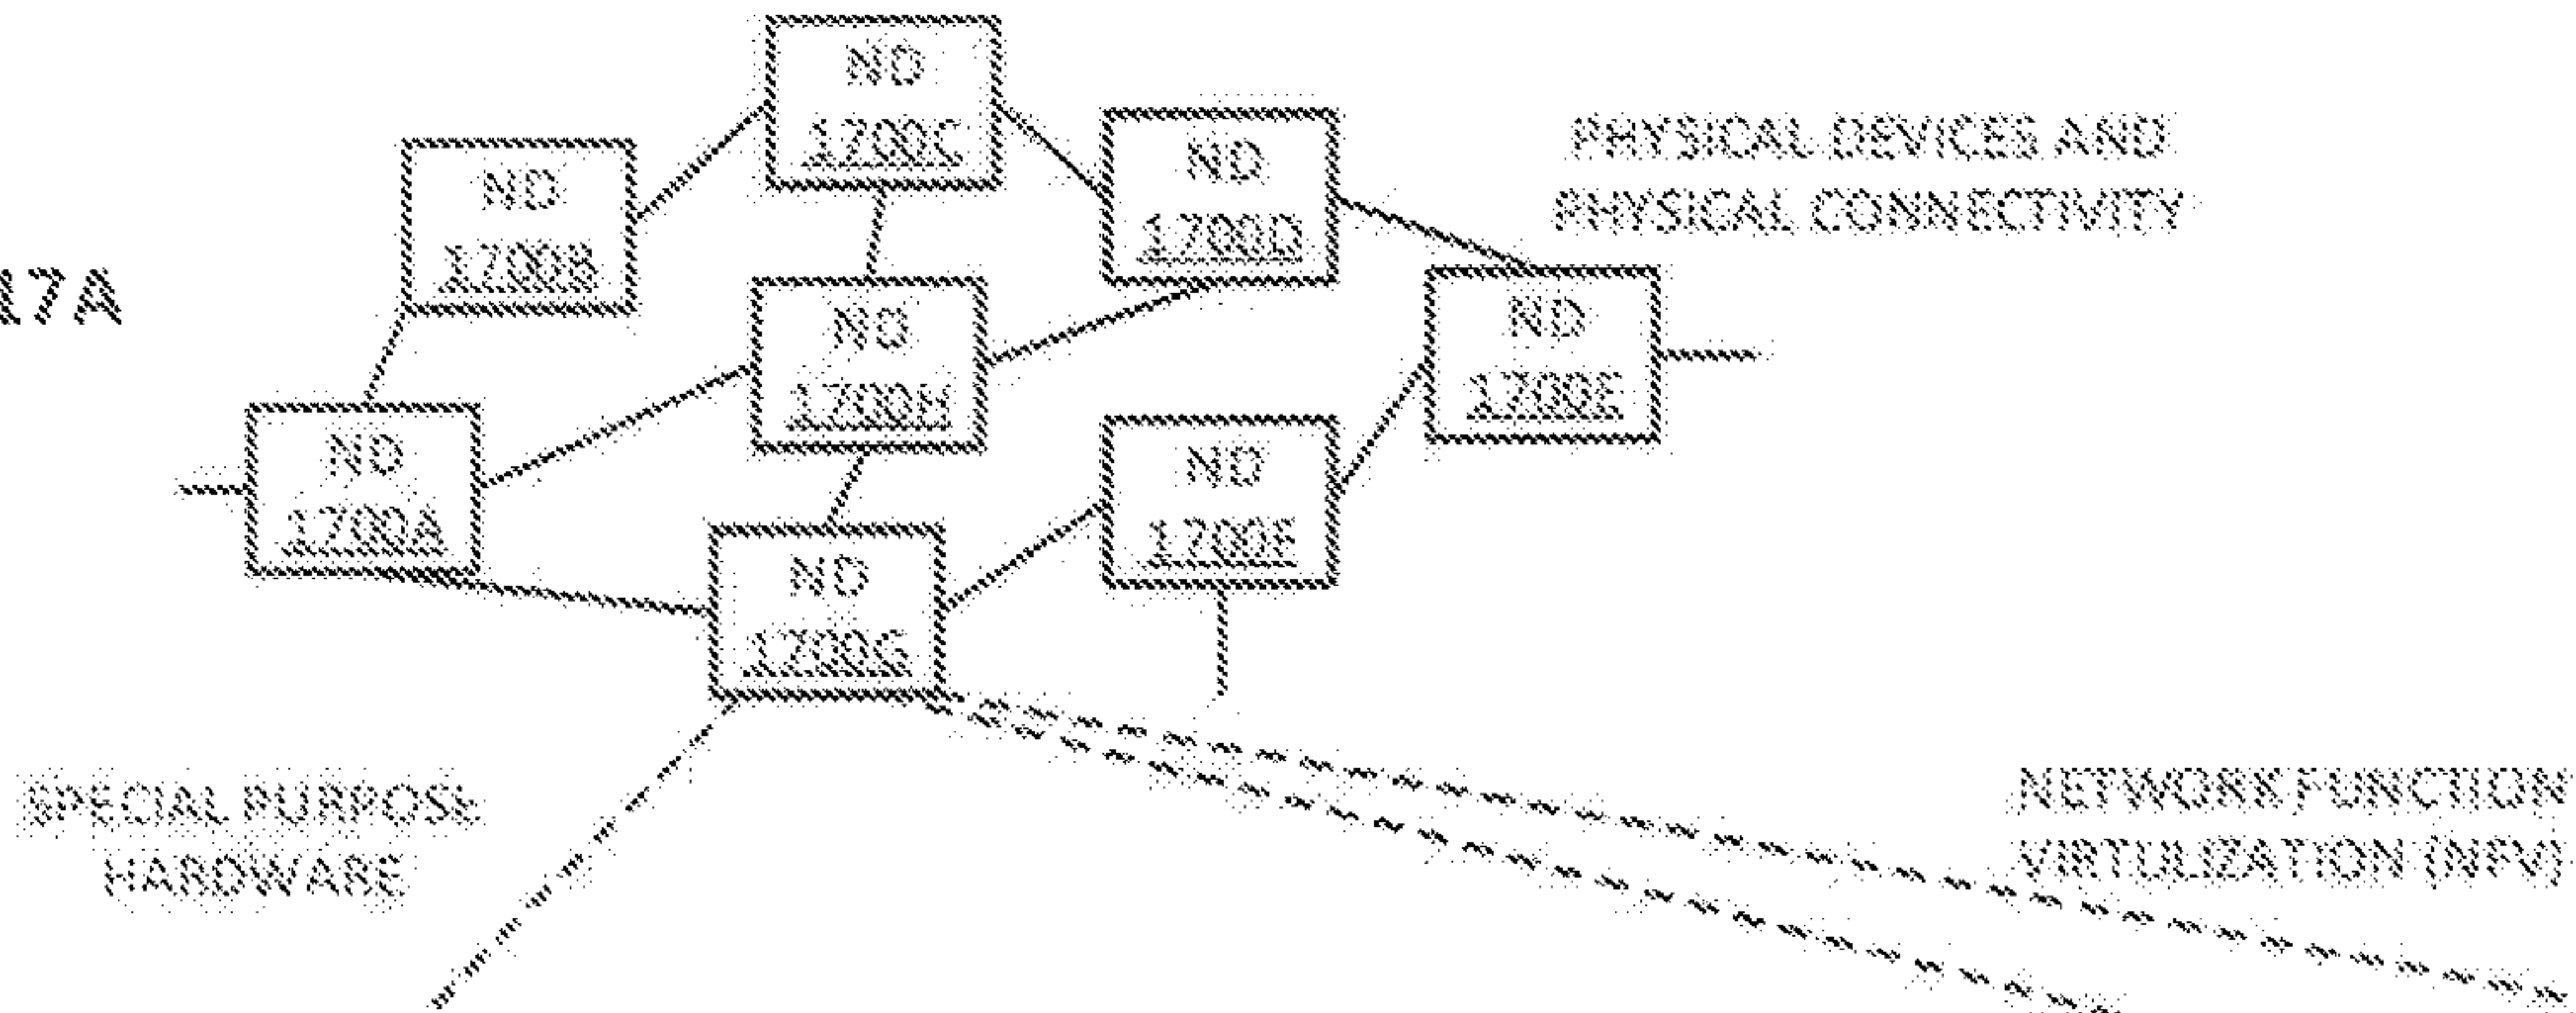 ND
1700C
PHYSICAL DEVICES AND
PHYSICAL CONNECTIVITY
ND
1700D
ND
1700B
17A
ND
1700H
ND
1700E
ND
1700A
ND
1700F
ND
1700G
SPECIAL PURPOSE
HARDWARE
NETWORK FUNCTION
VIRTULIZATION (NFV)